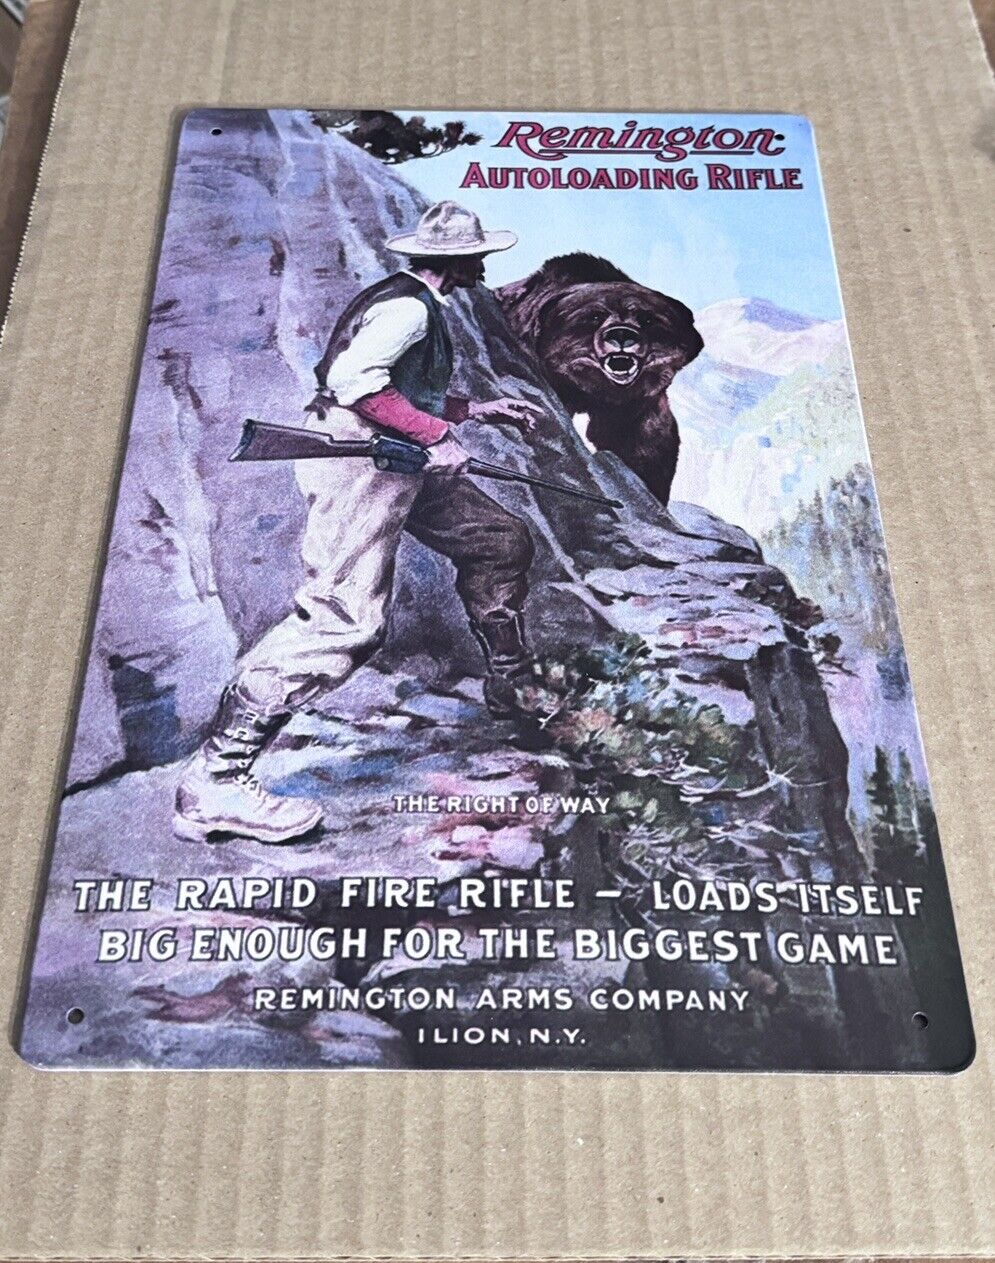 Remington
AUTOLOADING RIFLE
THE RIGHT OF WAY
THE RAPID FIRE RIFLE – LOADS ITSELF
BIG ENOUGH FOR THE BIGGEST GAME
REMINGTON ARMS COMPANY
ILION, N.Y.